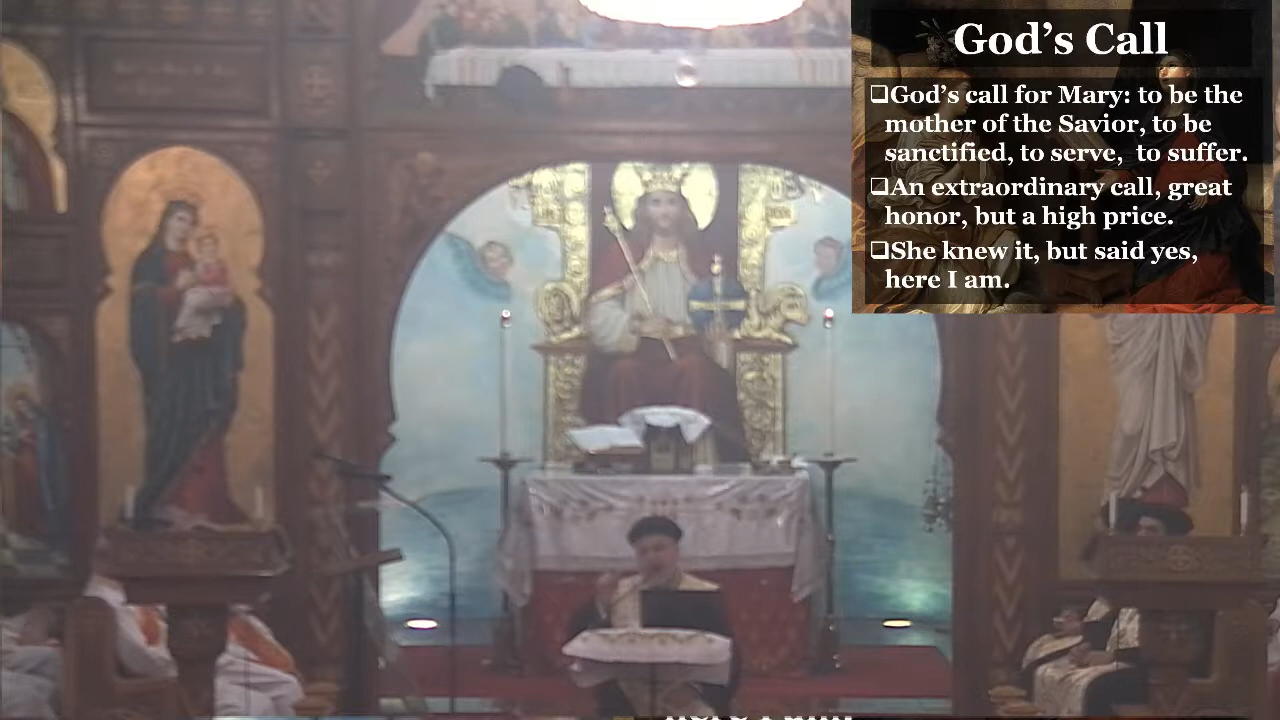 God’s Call
❑God’s call for Mary: to be the
mother of the Savior, to be
sanctified, to serve,  to suffer.
❑An extraordinary call, great
honor, but a high price.
❑She knew it, but said yes,
here I am.